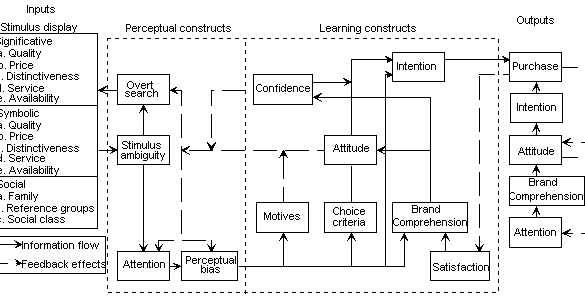 Inputs
Stimulus display
Significative
a. Quality
b. Price
. Distinctiveness
d. Service
e. Availability
Symbolic
a. Quality
b. Price
. Distinctiveness
d. Service
e. Availability
Social
a. Family
. Reference groups
c. Social class
Information flow
Feedback effects
Perceptual constructs
Overt
search
Stimulus
ambiguity
Attention
Perceptual
bias
Learning constructs
Confidence
Intention
Attitude
Motives
Choice
criteria
Brand
Comprehension
Satisfaction
Outputs
Purchase
Intention
Attitude
Brand
Comprehension
Attention